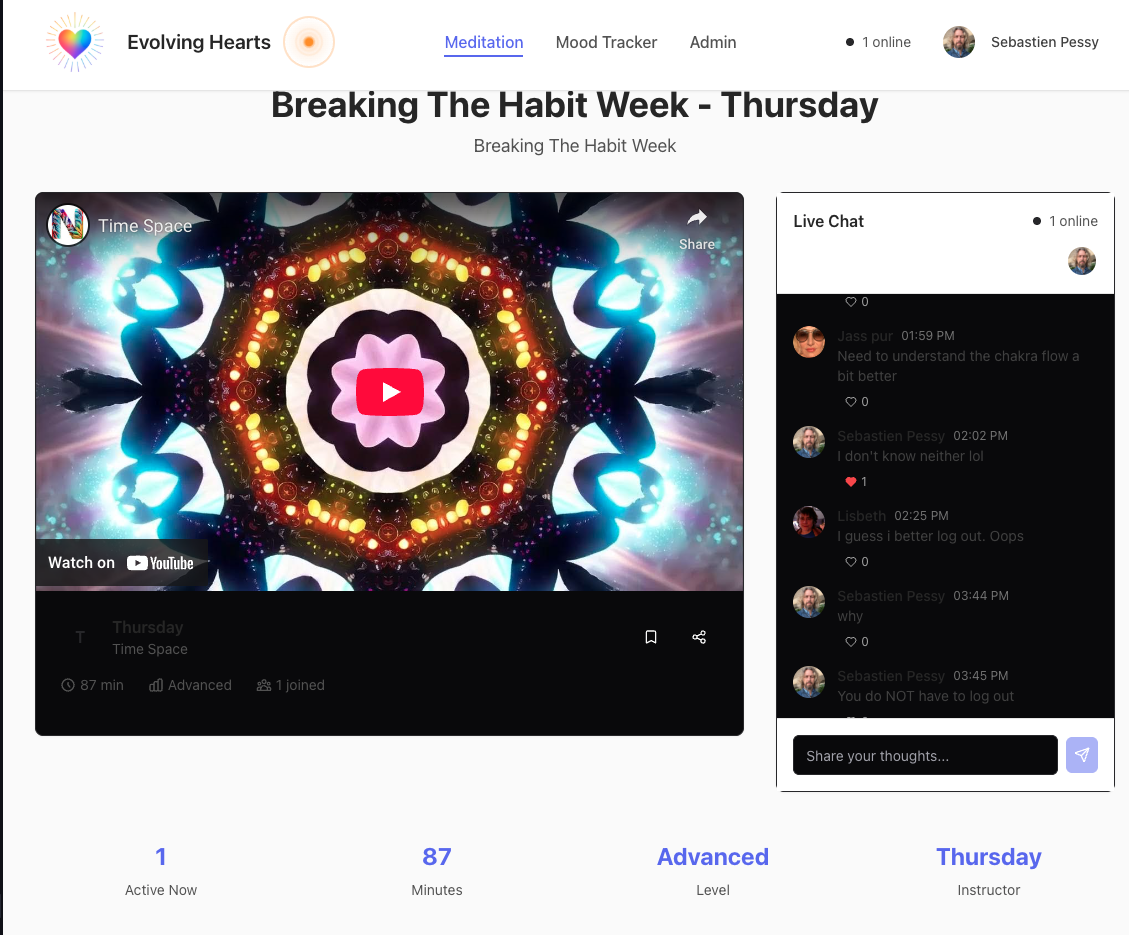 Evolving Hearts
Meditation
Mood Tracker
Admin
1 online
Sebastien Pessy
Breaking The Habit Week - Thursday
Breaking The Habit Week
N
Time Space
Share
Watch on YouTube
T
Thursday
Time Space
87 min
Advanced
1 joined
Live Chat
1 online
0
Jass pur 01:59 PM
Need to understand the chakra flow a
bit better
0
Sebastien Pessy 02:02 PM
I don't know neither lol
1
Lisbeth 02:25 PM
I guess i better log out. Oops
0
Sebastien Pessy 03:44 PM
why
0
Sebastien Pessy 03:45 PM
You do NOT have to log out
Share your thoughts...
1
Active Now
87
Minutes
Advanced
Level
Thursday
Instructor